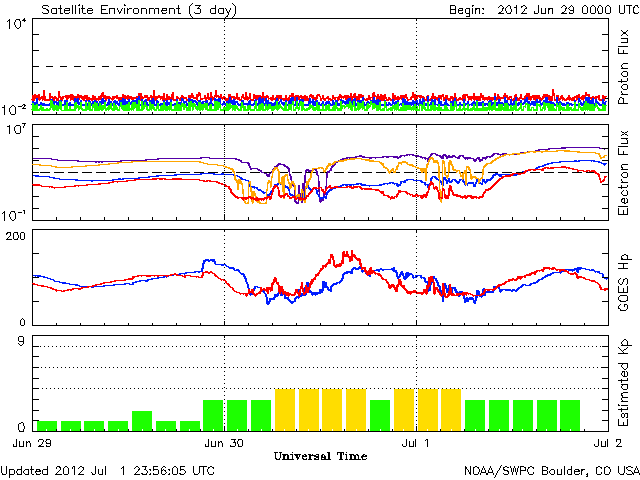 Satellite Environment (3 day) Begin: 2012 Jun 29 0000 UTC
10⁴
10⁻²
Proton Flux
10⁷
10⁻¹
Electron Flux
200
0
GOES Hp
9
0
Estimated Kp
Jun 29 Jun 30 Jul 1 Jul 2
Universal Time
Updated 2012 Jul 1 23:56:05 UTC NOAA/SWPC Boulder, CO USA